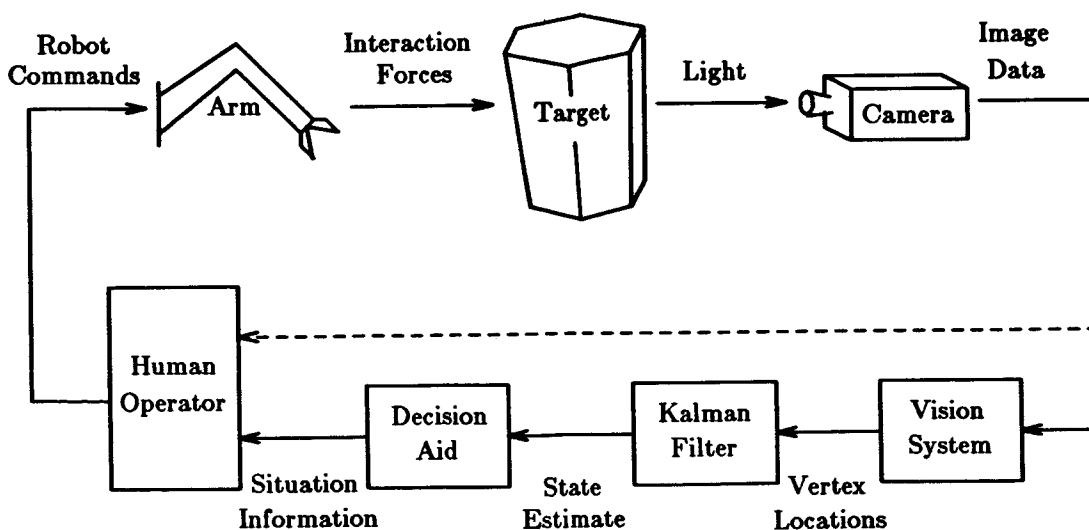 Robot
Commands
Arm
Interaction
Forces
Target
Light
Camera
Image
Data
Human
Operator
Decision
Aid
Kalman
Filter
Vision
System
Situation
Information
State
Estimate
Vertex
Locations